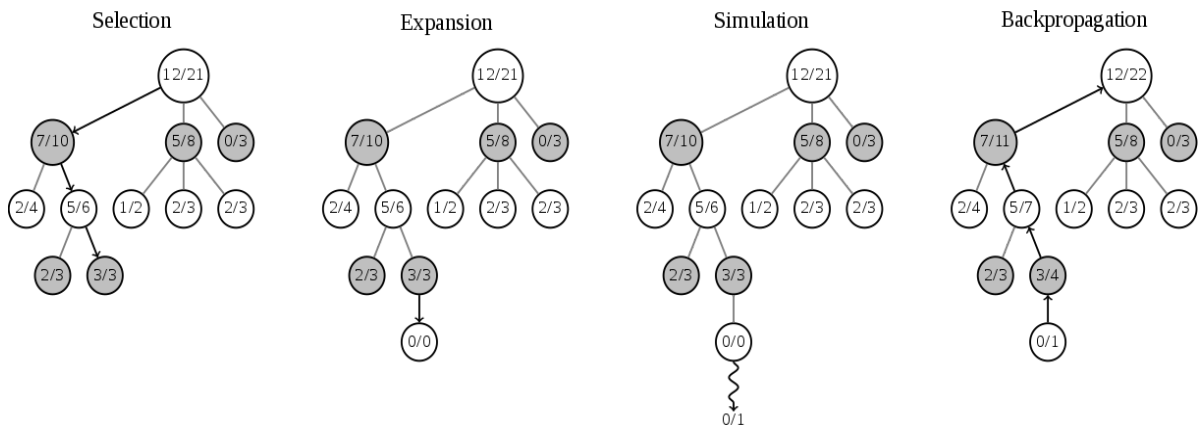 Selection Expansion Simulation Backpropagation
12/21 12/21 12/21 12/22
7/10 5/8 0/3 7/10 5/8 0/3 7/10 5/8 0/3 7/11 5/8 0/3
2/4 5/6 1/2 2/3 2/3 2/4 5/6 1/2 2/3 2/3 2/4 5/6 1/2 2/3 2/3 2/4 5/7 1/2 2/3 2/3
2/3 3/3 2/3 3/3 2/3 3/3 2/3 3/4
0/0 0/0 0/1
0/1